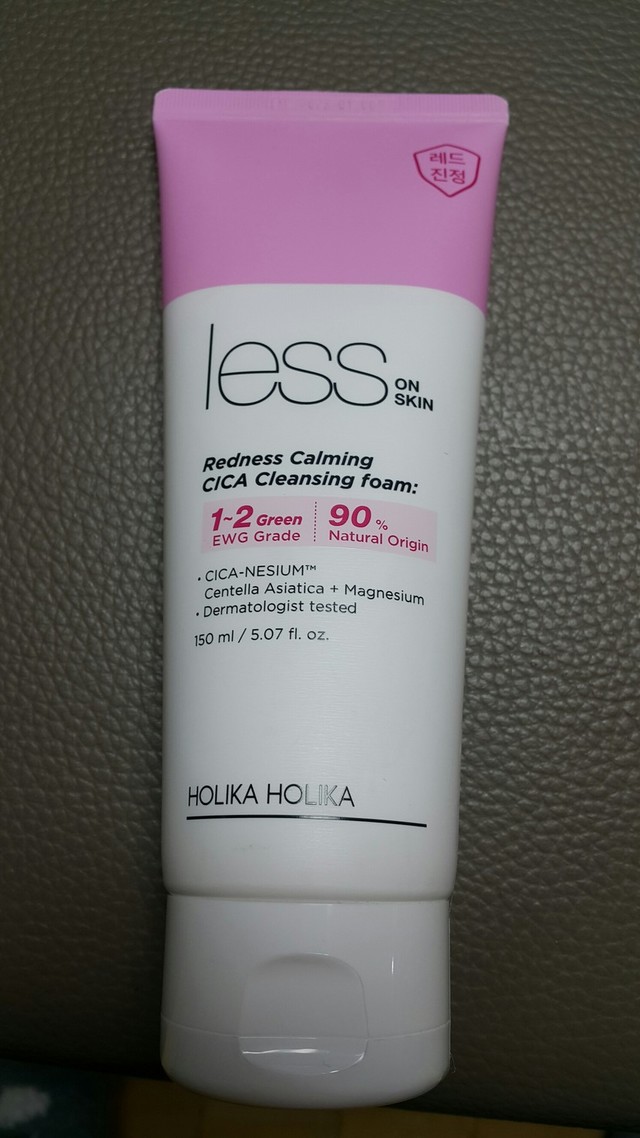 레드
진정
less ON
SKIN
Redness Calming
CICA Cleansing foam:
1~2 Green
EWG Grade
90 %
Natural Origin
• CICA-NESIUM™
Centella Asiatica + Magnesium
• Dermatologist tested
150 ml / 5.07 fl. oz.
HOLIKA HOLIKA